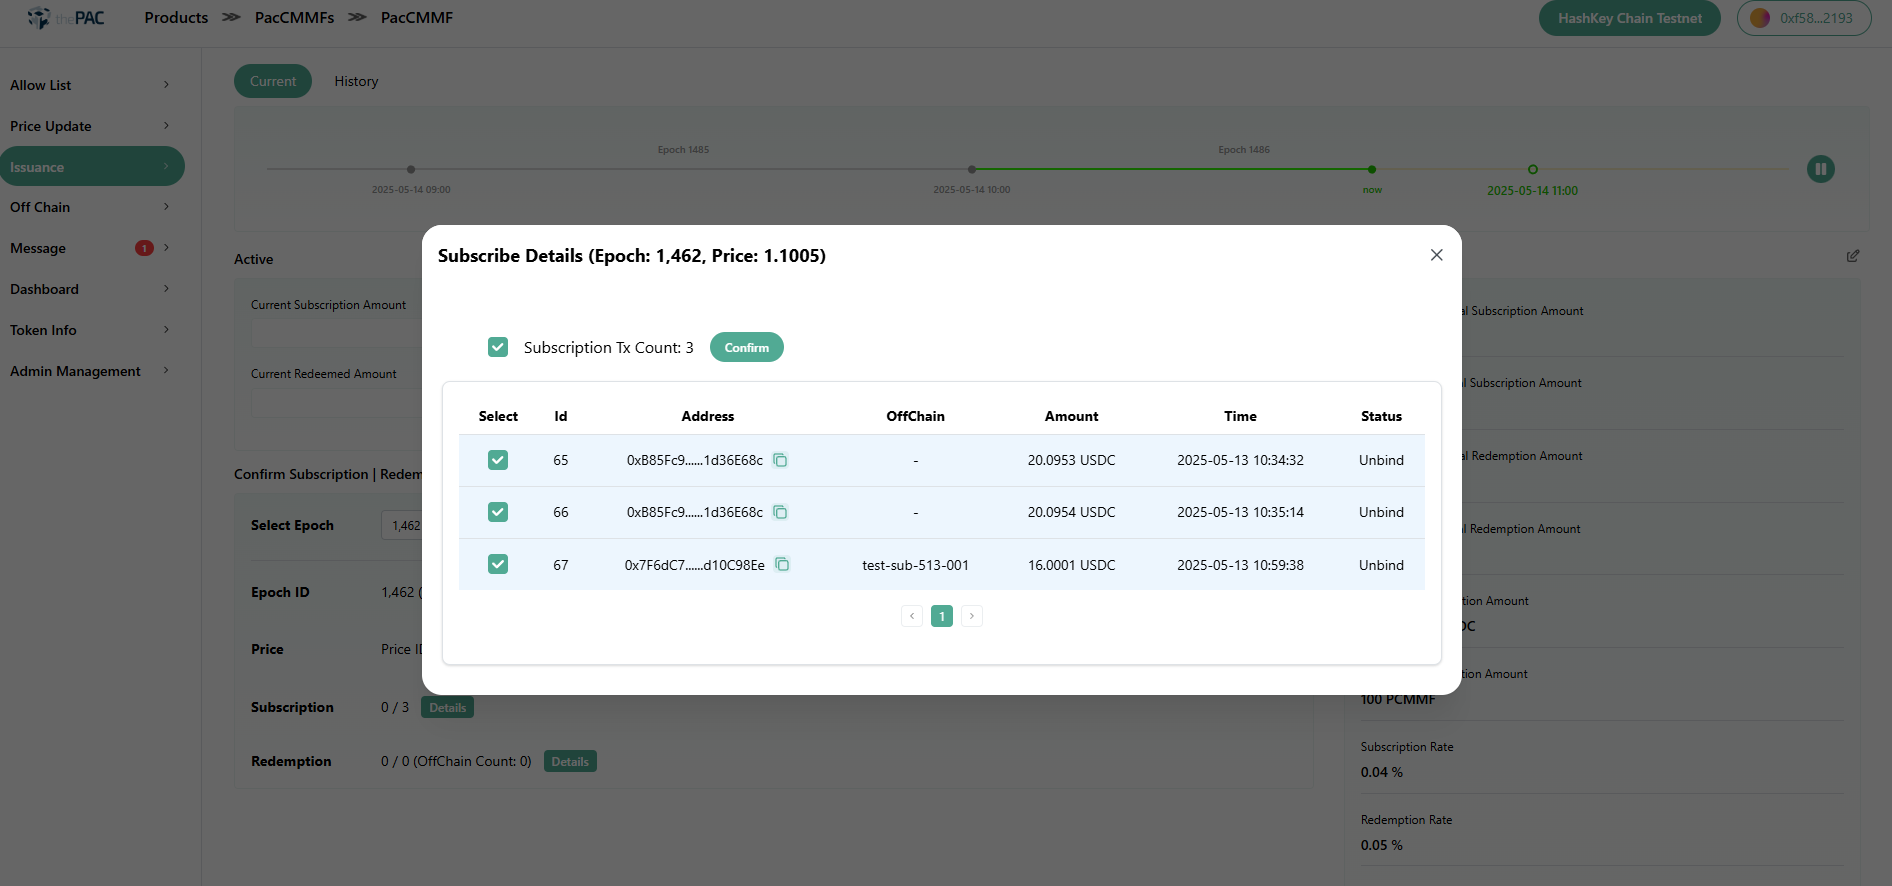 thePAC
Products
PacCMMFs
PacCMMF
HashKey Chain Testnet
0xf58...2193
Allow List
Price Update
Issuance
Off Chain
Message
1
Dashboard
Token Info
Admin Management
Current
History
Epoch 1485
Epoch 1486
2025-05-14 09:00
2025-05-14 10:00
now
2025-05-14 11:00
Active
Current Subscription Amount
Current Redeemed Amount
Confirm Subscription | Redem
Select Epoch
1,462
Epoch ID
1,462 (
Price
Price ID
Subscription
0 / 3
Details
Redemption
0 / 0 (OffChain Count: 0)
Details
Subscribe Details (Epoch: 1,462, Price: 1.1005)
Subscription Tx Count: 3
Confirm
Select Id Address OffChain Amount Time Status
65 0xB85Fc9......1d36E68c - 20.0953 USDC 2025-05-13 10:34:32 Unbind
66 0xB85Fc9......1d36E68c - 20.0954 USDC 2025-05-13 10:35:14 Unbind
67 0x7F6dC7......d10C98Ee test-sub-513-001 16.0001 USDC 2025-05-13 10:59:38 Unbind
1
al Subscription Amount
al Subscription Amount
al Redemption Amount
al Redemption Amount
tion Amount
DC
tion Amount
100 PCMMF
Subscription Rate
0.04 %
Redemption Rate
0.05 %